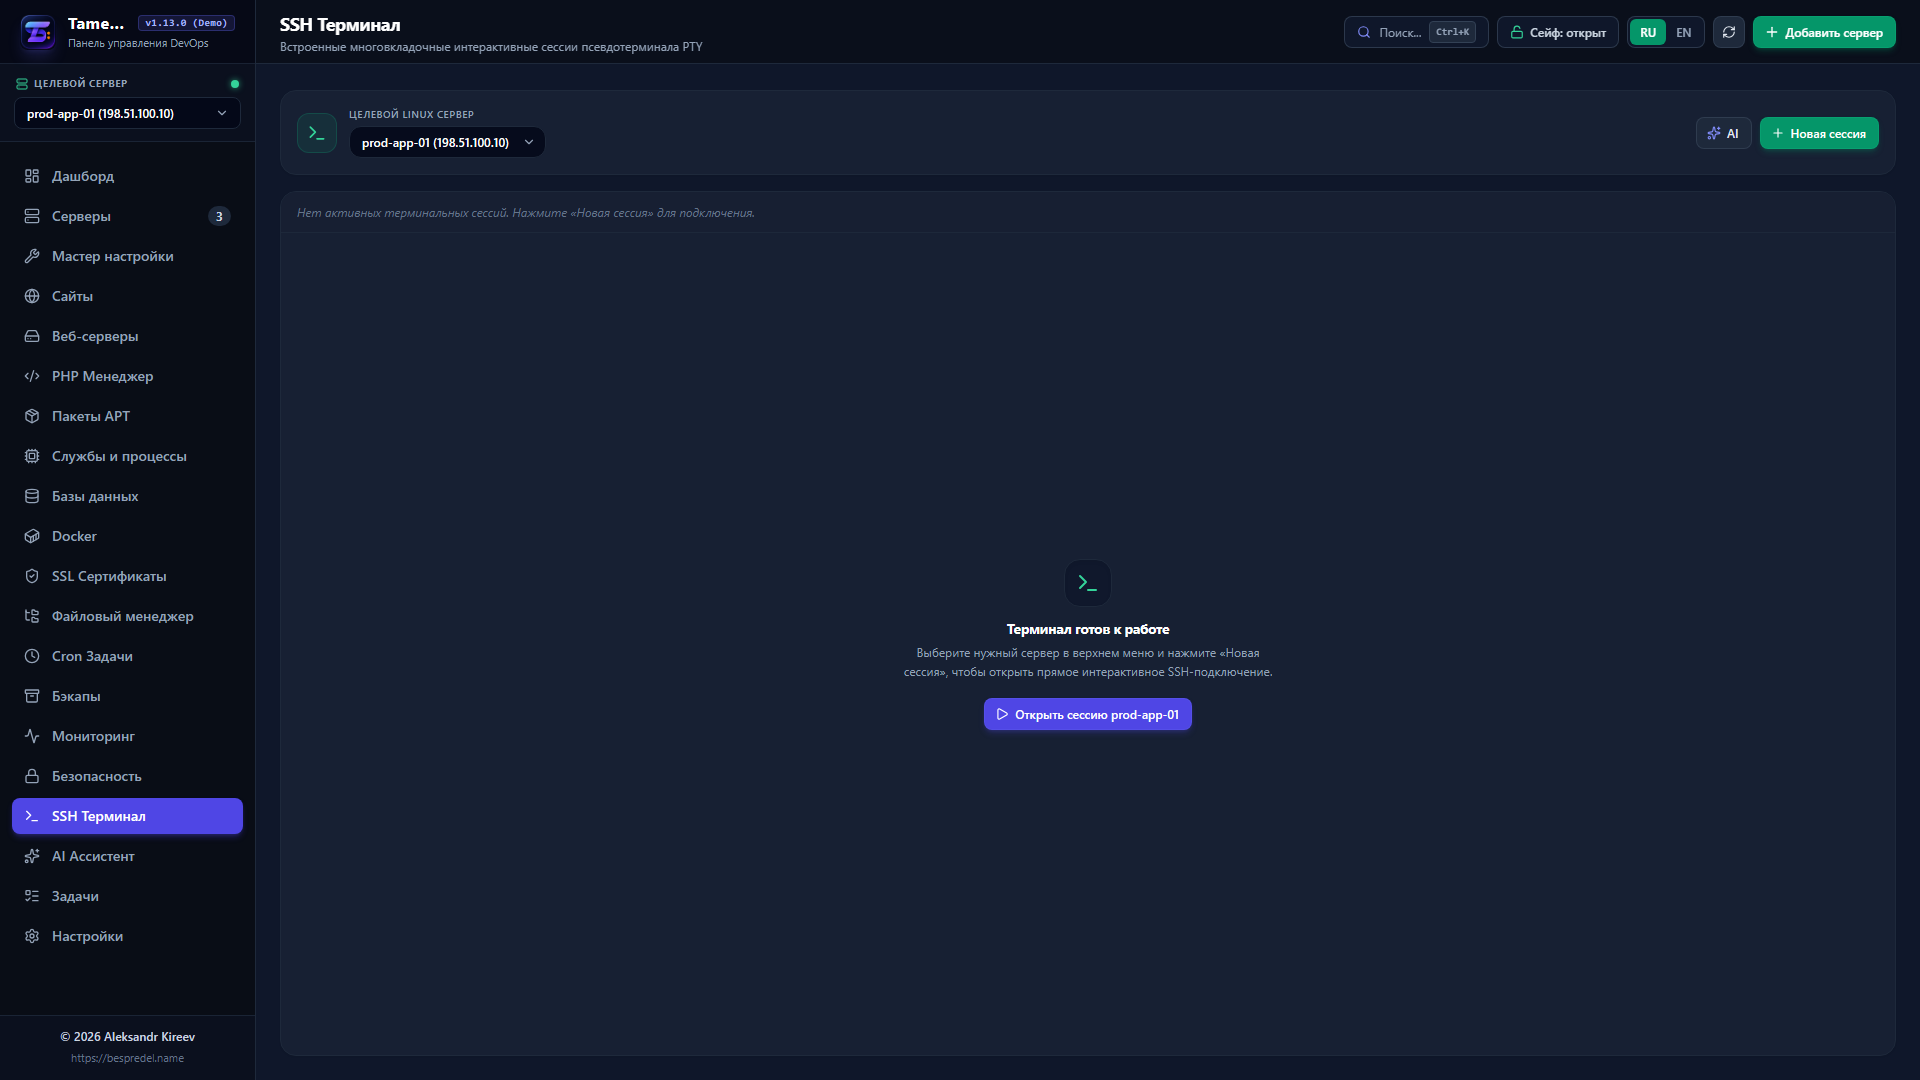 Tame...
v1.13.0 (Demo)
Панель управления DevOps
ЦЕЛЕВОЙ СЕРВЕР
prod-app-01 (198.51.100.10)
Дашборд
Серверы
3
Мастер настройки
Сайты
Веб-серверы
PHP Менеджер
Пакеты APT
Службы и процессы
Базы данных
Docker
SSL Сертификаты
Файловый менеджер
Cron Задачи
Бэкапы
Мониторинг
Безопасность
SSH Терминал
AI Ассистент
Задачи
Настройки
© 2026 Aleksandr Kireev
https://bespredel.name
SSH Терминал
Встроенные многовкладочные интерактивные сессии псевдотерминала PTY
Поиск...
Ctrl+K
Сейф: открыт
RU
EN
Добавить сервер
ЦЕЛЕВОЙ LINUX СЕРВЕР
prod-app-01 (198.51.100.10)
AI
Новая сессия
Нет активных терминальных сессий. Нажмите «Новая сессия» для подключения.
Терминал готов к работе
Выберите нужный сервер в верхнем меню и нажмите «Новая
сессия», чтобы открыть прямое интерактивное SSH-подключение.
Открыть сессию prod-app-01